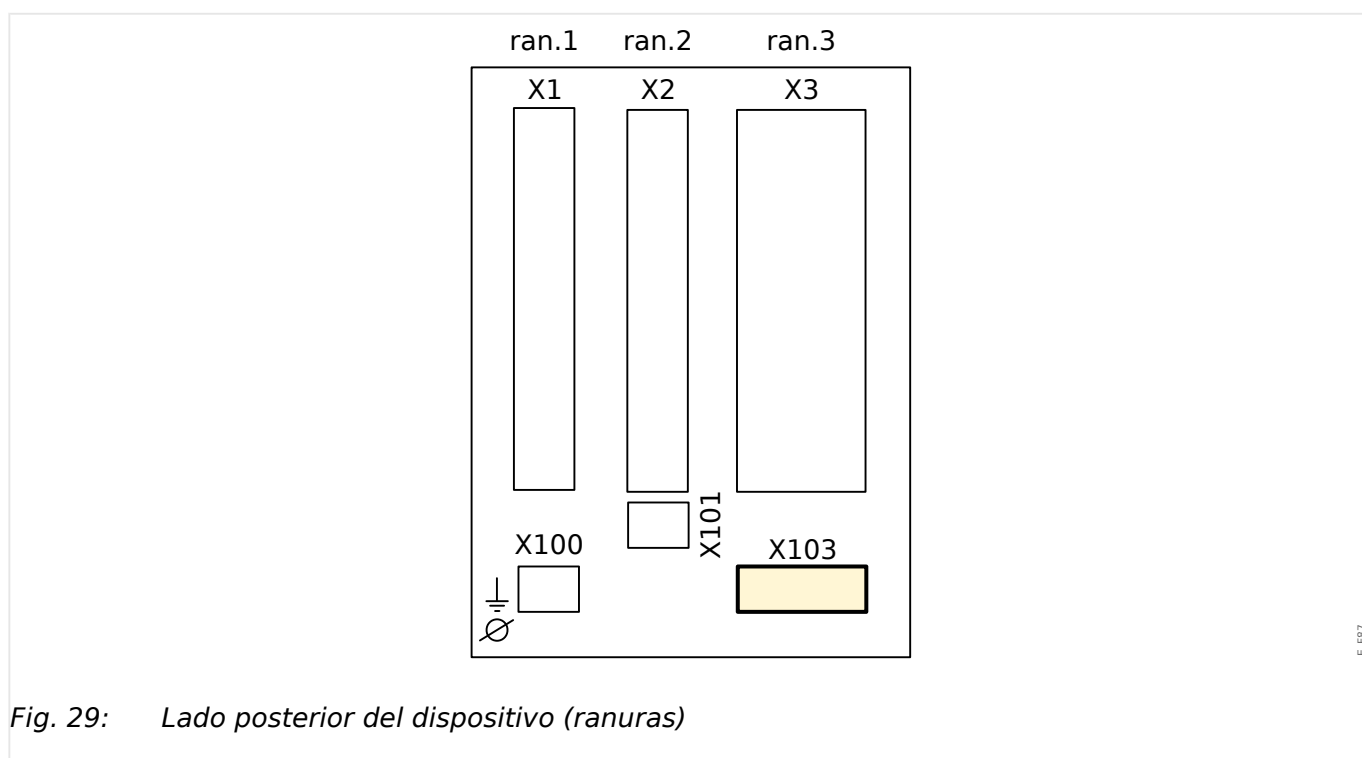 ran.1 ran.2 ran.3
X1 X2 X3
X101
X100 X103
Fig. 29: Lado posterior del dispositivo (ranuras)